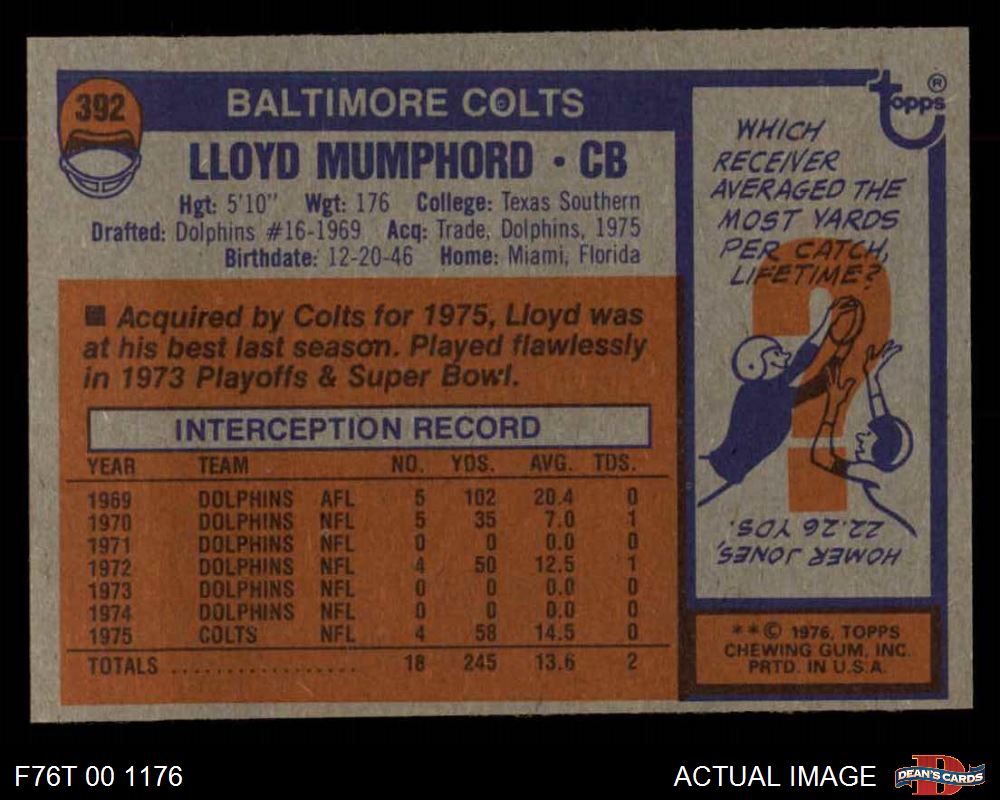 392
BALTIMORE COLTS
LLOYD MUMPHORD • CB
Hgt: 5'10" Wgt: 176 College: Texas Southern
Drafted: Dolphins #16-1969 Acq: Trade, Dolphins, 1975
Birthdate: 12-20-46 Home: Miami, Florida
■ Acquired by Colts for 1975, Lloyd was
at his best last season. Played flawlessly
in 1973 Playoffs & Super Bowl.
INTERCEPTION RECORD
YEAR TEAM NO. YDS. AVG. TDS.
1969 DOLPHINS AFL 5 102 20.4 0
1970 DOLPHINS NFL 5 35 7.0 1
1971 DOLPHINS NFL 0 0 0.0 0
1972 DOLPHINS NFL 4 50 12.5 1
1973 DOLPHINS NFL 0 0 0.0 0
1974 DOLPHINS NFL 0 0 0.0 0
1975 COLTS NFL 4 58 14.5 0
TOTALS .................. 18 245 13.6 2
topps ®
WHICH
RECEIVER
AVERAGED THE
MOST YARDS
PER CATCH,
LIFETIME?
?
HOMER JONES,
22.26 YDS.
**© 1976, TOPPS
CHEWING GUM, INC.
PRTD. IN U.S.A.
F76T 00 1176
ACTUAL IMAGE
D
DEAN'S CARDS